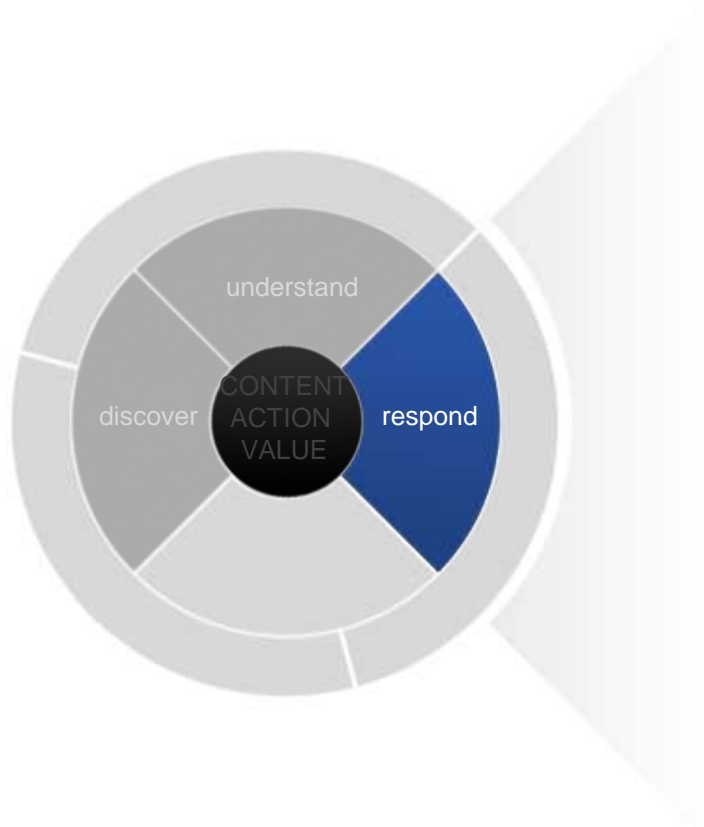 understand
discover
CONTENT
ACTION
VALUE
respond